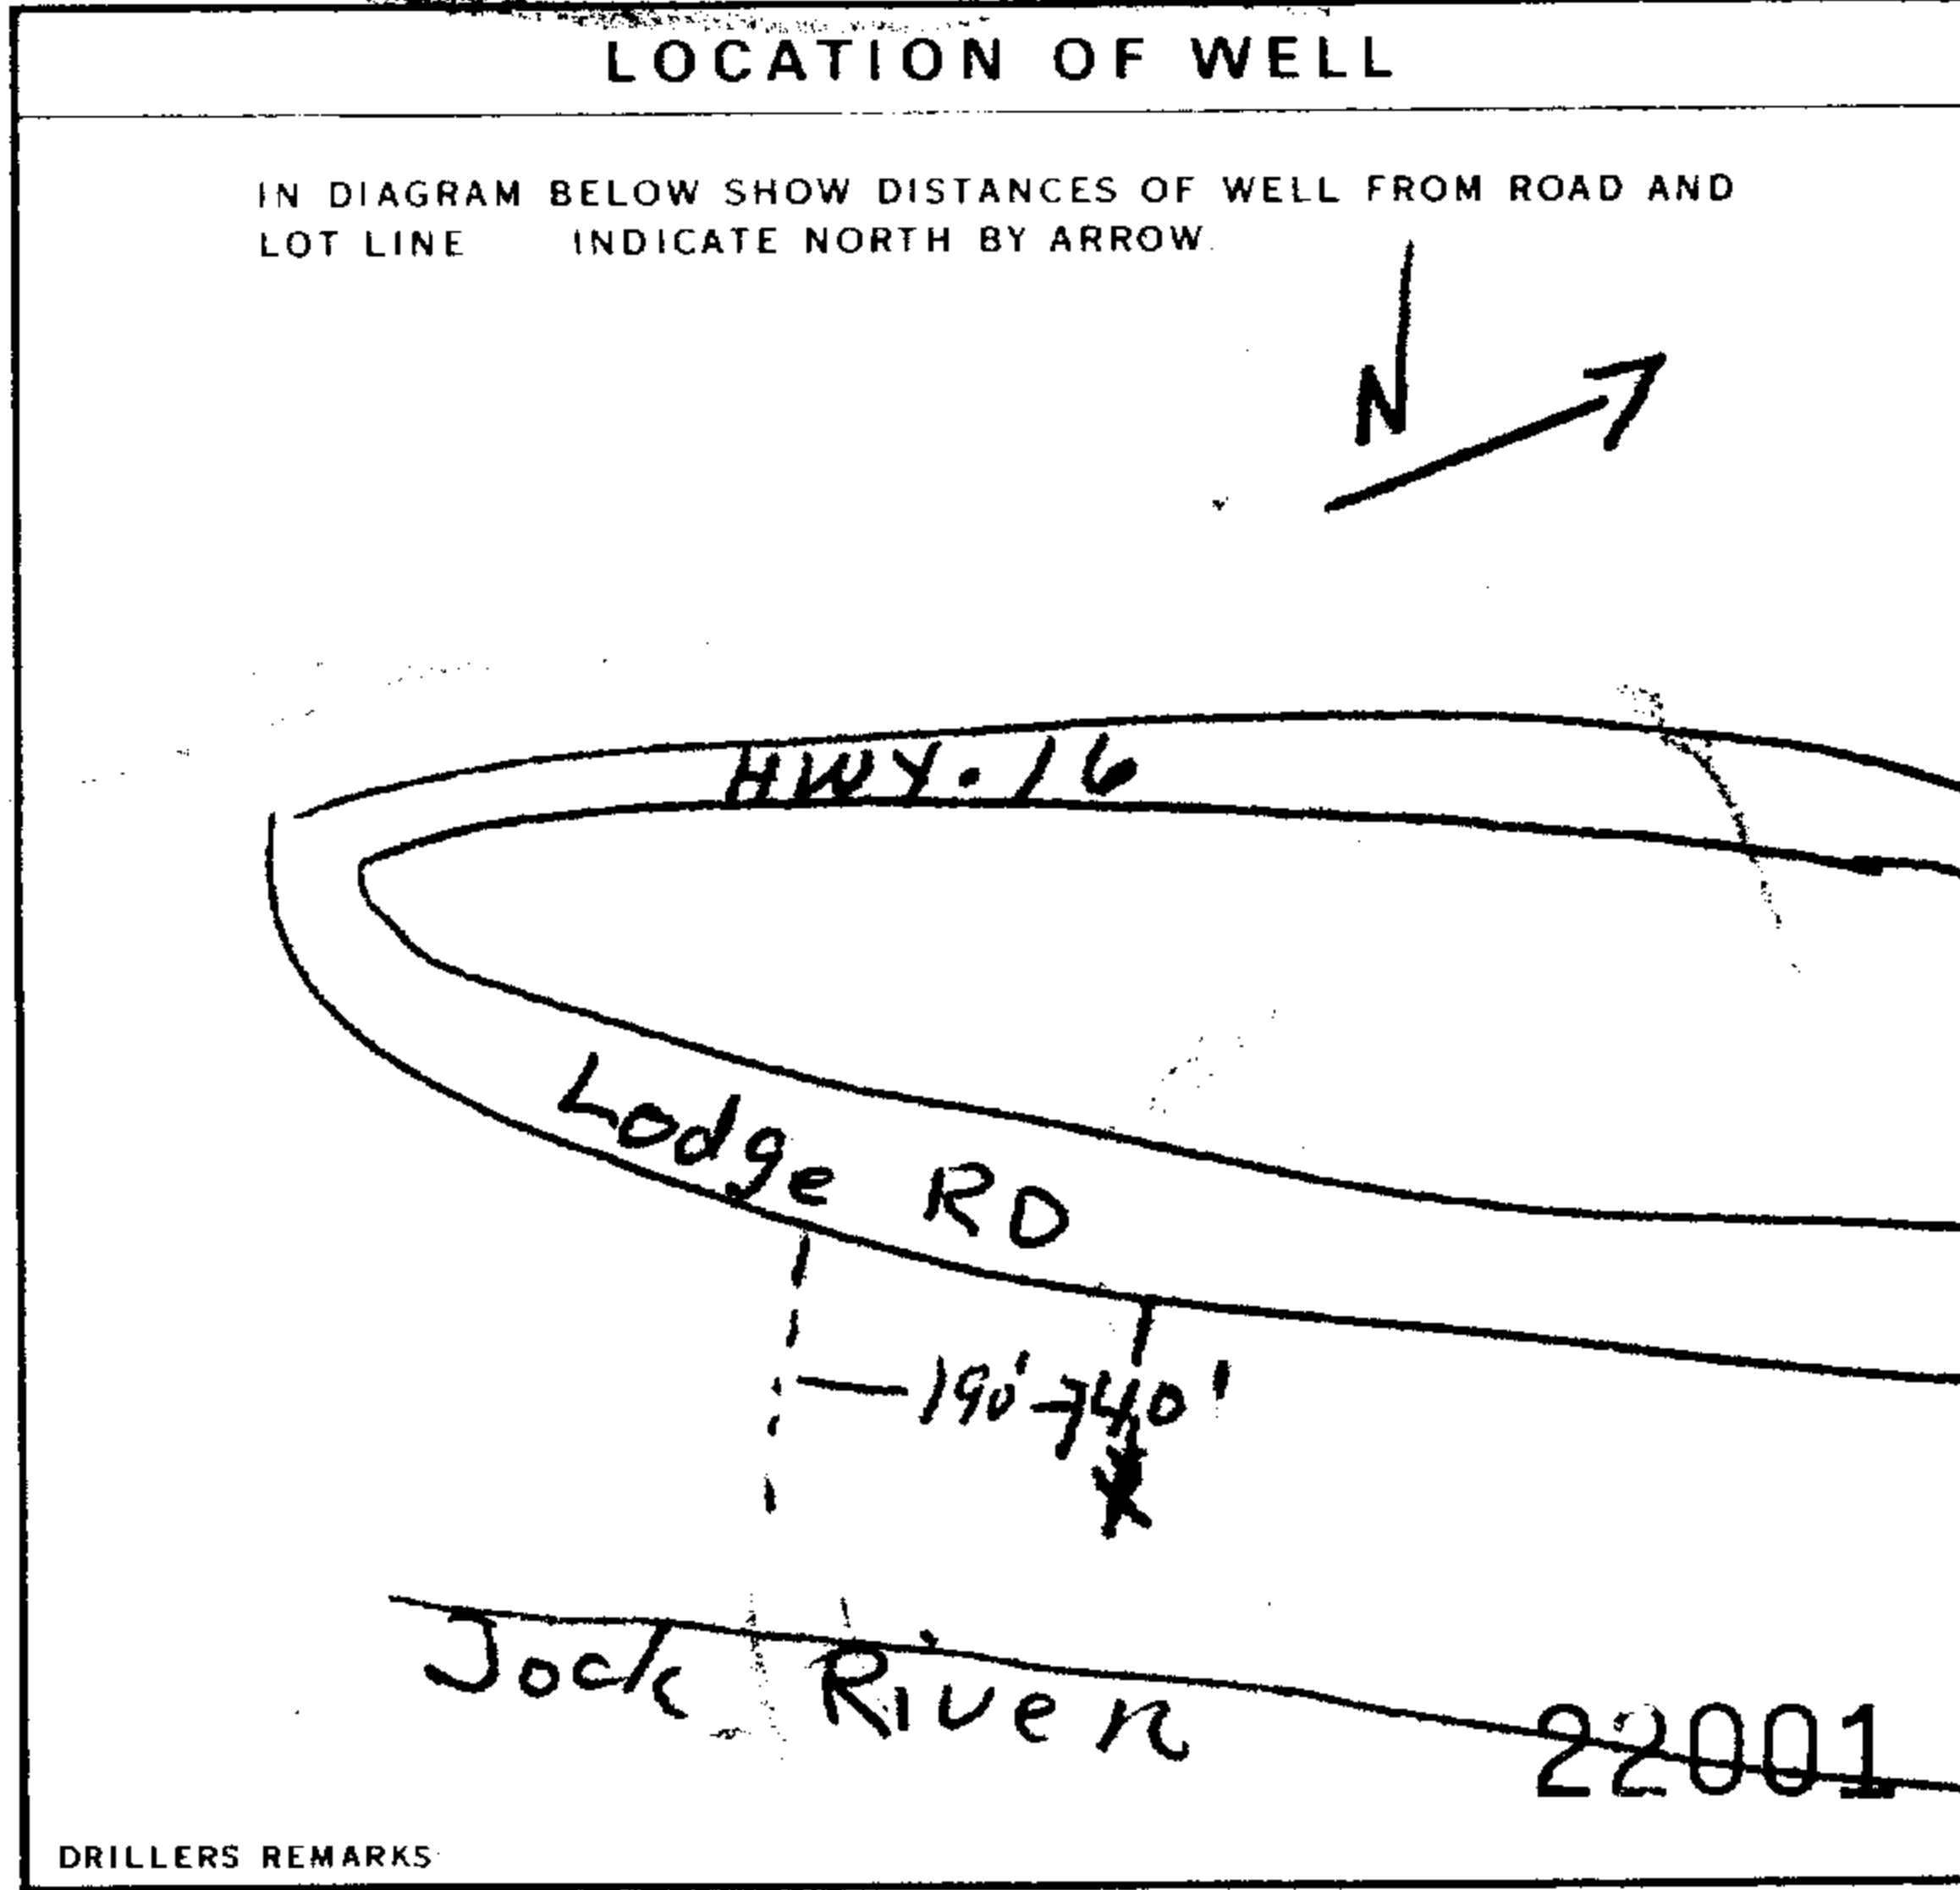 LOCATION OF WELL
IN DIAGRAM BELOW SHOW DISTANCES OF WELL FROM ROAD AND
LOT LINE INDICATE NORTH BY ARROW.
N
HWY. 16
Lodge RD
190' 40'
Jock River
22001
DRILLERS REMARKS